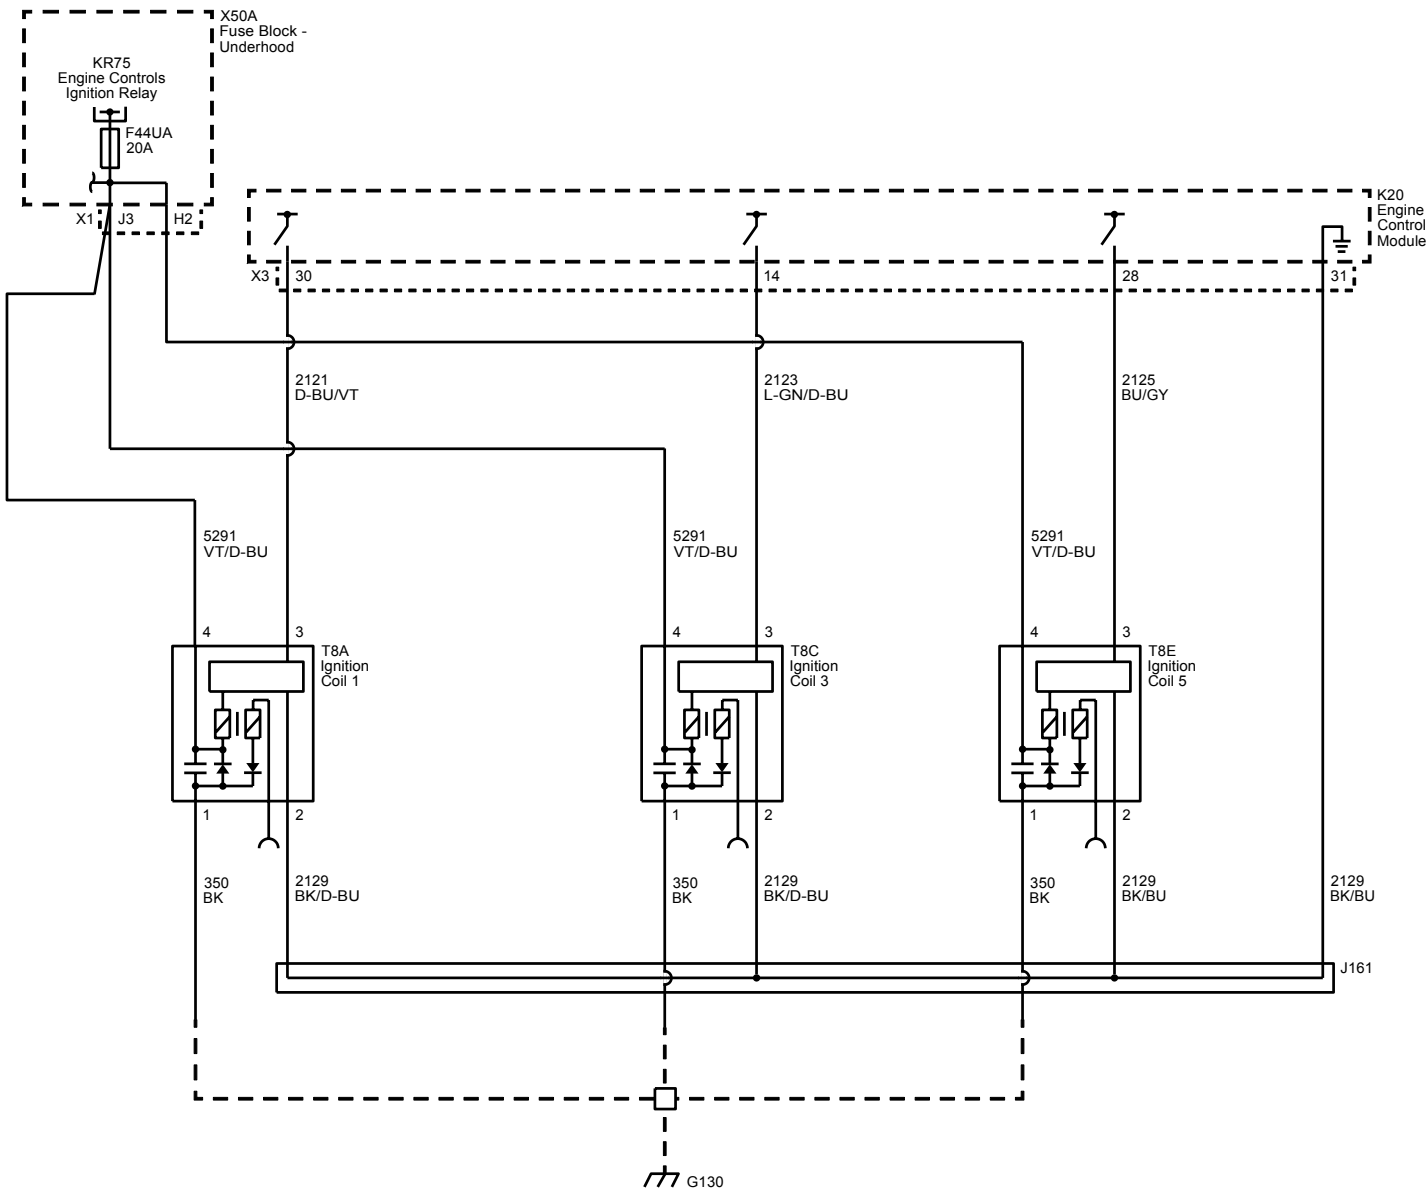 X50A
Fuse Block -
Underhood
KR75
Engine Controls
Ignition Relay
F44UA
20A
X1
J3
H2
K20
Engine
Control
Module
X3
30
14
28
31
2121
D-BU/VT
2123
L-GN/D-BU
2125
BU/GY
5291
VT/D-BU
5291
VT/D-BU
5291
VT/D-BU
4
3
4
3
4
3
T8A
Ignition
Coil 1
T8C
Ignition
Coil 3
T8E
Ignition
Coil 5
1
2
1
2
1
2
350
BK
2129
BK/D-BU
350
BK
2129
BK/D-BU
350
BK
2129
BK/BU
2129
BK/BU
J161
G130